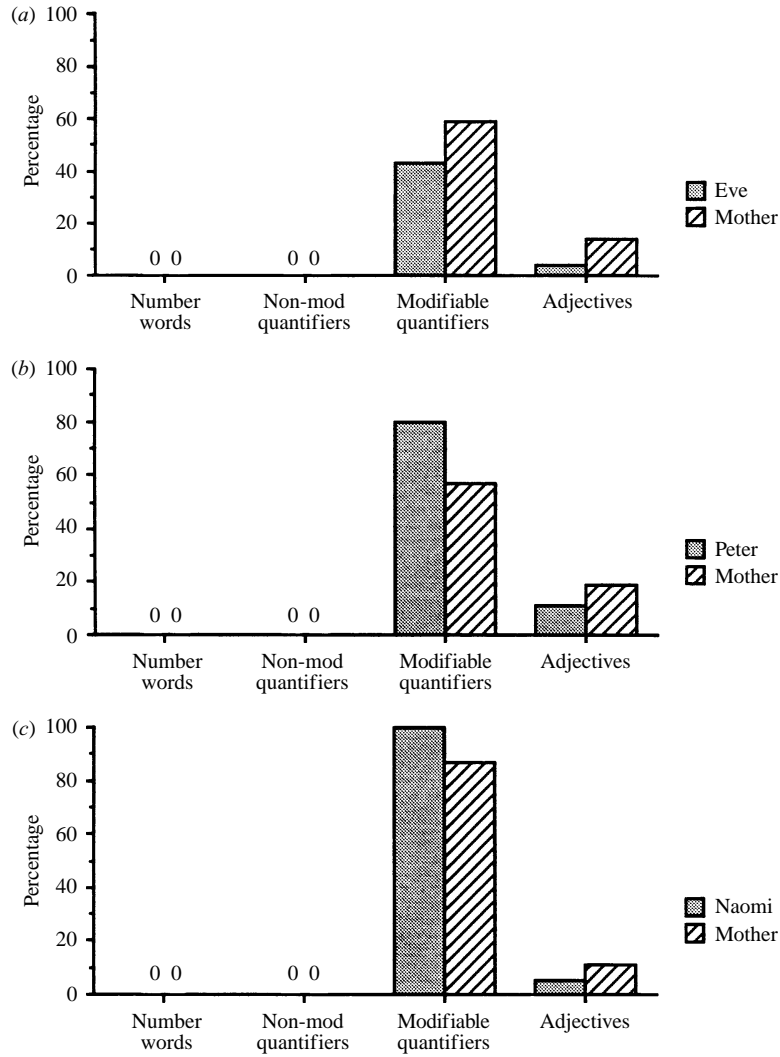 (a) 100
80
60
40
20
0
Percentage
0 0
0 0
Number words
Non-mod quantifiers
Modifiable quantifiers
Adjectives
Eve
Mother
(b) 100
80
60
40
20
0
Percentage
0 0
0 0
Number words
Non-mod quantifiers
Modifiable quantifiers
Adjectives
Peter
Mother
(c) 100
80
60
40
20
0
Percentage
0 0
0 0
Number words
Non-mod quantifiers
Modifiable quantifiers
Adjectives
Naomi
Mother